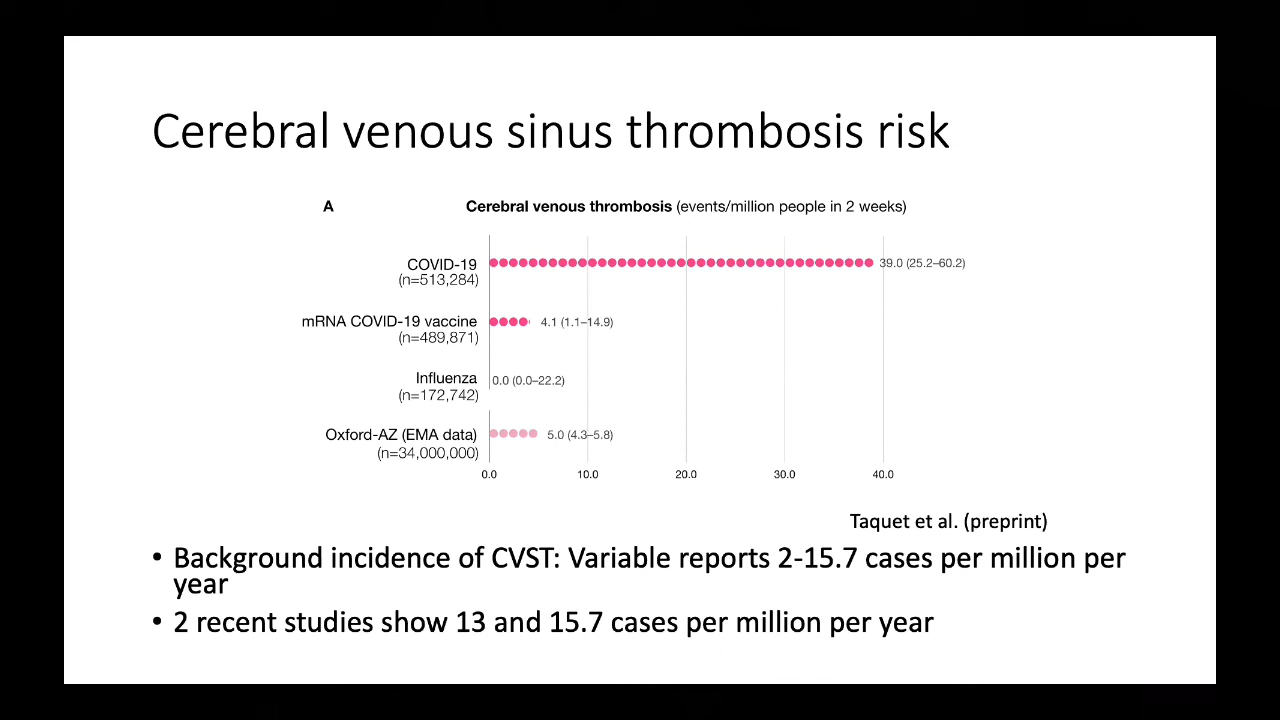 Cerebral venous sinus thrombosis risk
A
Cerebral venous thrombosis (events/million people in 2 weeks)
COVID-19
(n=513,284)
39.0 (25.2–60.2)
mRNA COVID-19 vaccine
(n=489,871)
4.1 (1.1–14.9)
Influenza
(n=172,742)
0.0 (0.0–22.2)
Oxford-AZ (EMA data)
(n=34,000,000)
5.0 (4.3–5.8)
0.0 10.0 20.0 30.0 40.0
Taquet et al. (preprint)
• Background incidence of CVST: Variable reports 2-15.7 cases per million per
year
• 2 recent studies show 13 and 15.7 cases per million per year